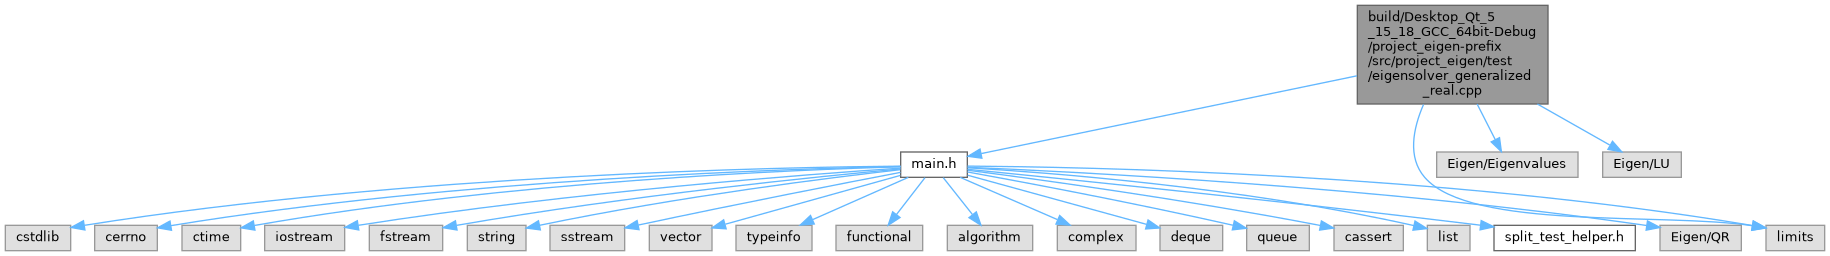 build/Desktop_Qt_5
_15_18_GCC_64bit-Debug
/project_eigen-prefix
/src/project_eigen/test
/eigensolver_generalized
_real.cpp
main.h
Eigen/Eigenvalues
Eigen/LU
cstdlib
cerrno
ctime
iostream
fstream
string
sstream
vector
typeinfo
functional
algorithm
complex
deque
queue
cassert
list
split_test_helper.h
Eigen/QR
limits